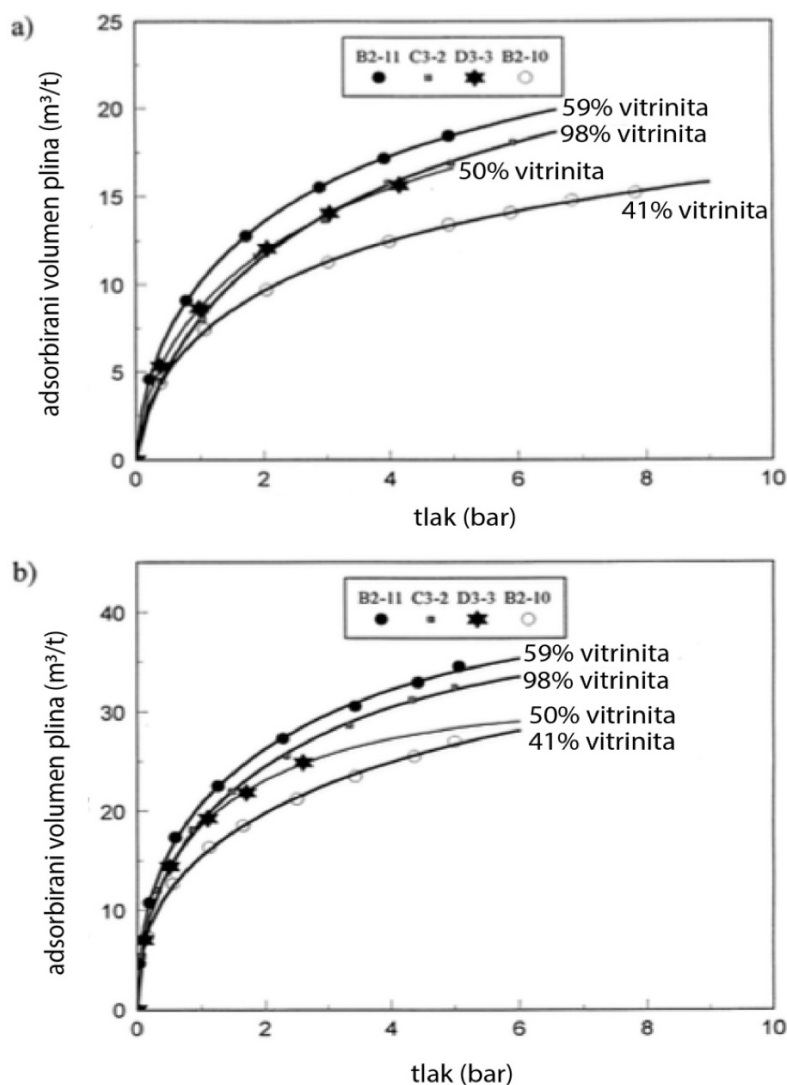 a)
25
20
15
10
5
0
adsorbirani volumen plina (m³/t)
B2-11 C3-2 D3-3 B2-10
59% vitrinita
98% vitrinita
50% vitrinita
41% vitrinita
0 2 4 6 8 10
tlak (bar)
b)
40
30
20
10
0
adsorbirani volumen plina (m³/t)
B2-11 C3-2 D3-3 B2-10
59% vitrinita
98% vitrinita
50% vitrinita
41% vitrinita
0 2 4 6 8 10
tlak (bar)